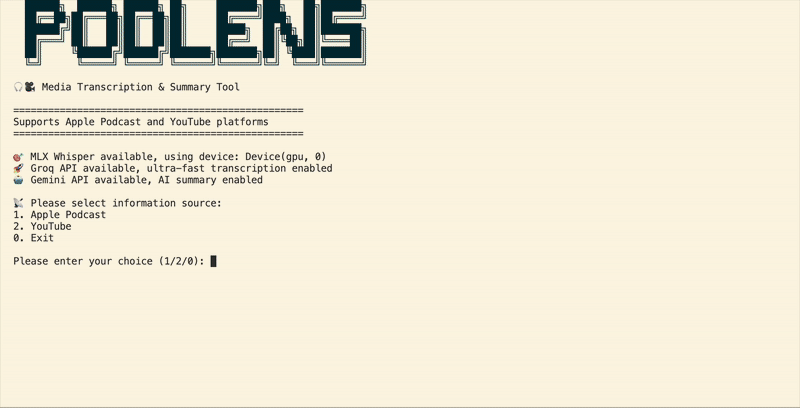 PODLENS
Media Transcription & Summary Tool
==================================================
Supports Apple Podcast and YouTube platforms
==================================================
🎯 MLX Whisper available, using device: Device(gpu, 0)
🚀 Groq API available, ultra-fast transcription enabled
🤖 Gemini API available, AI summary enabled
📡 Please select information source:
1. Apple Podcast
2. YouTube
0. Exit
Please enter your choice (1/2/0):